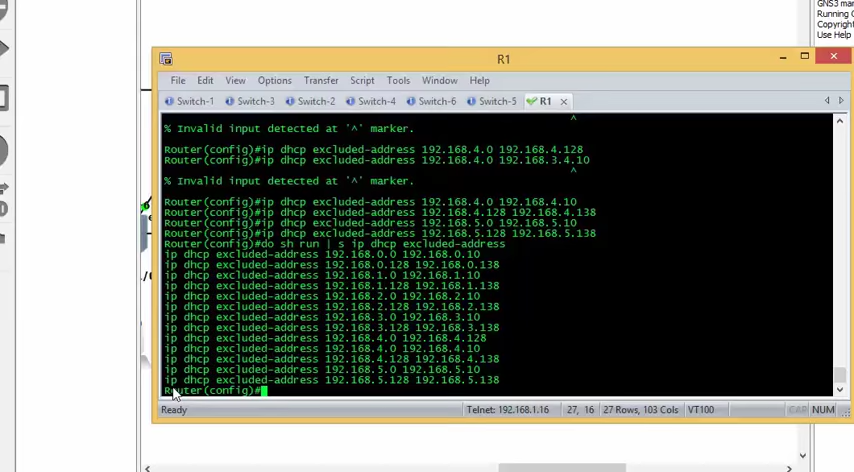 GNS3 mar
Running G
Copyright
Use Help
R1
File Edit View Options Transfer Script Tools Window Help
Switch-1 Switch-3 Switch-2 Switch-4 Switch-6 Switch-5 R1
^
% Invalid input detected at '^' marker.
Router(config)#ip dhcp excluded-address 192.168.4.0 192.168.4.128
Router(config)#ip dhcp excluded-address 192.168.4.0 192.168.3.4.10
^
% Invalid input detected at '^' marker.
Router(config)#ip dhcp excluded-address 192.168.4.0 192.168.4.10
Router(config)#ip dhcp excluded-address 192.168.4.128 192.168.4.138
Router(config)#ip dhcp excluded-address 192.168.5.0 192.168.5.10
Router(config)#ip dhcp excluded-address 192.168.5.128 192.168.5.138
Router(config)#do sh run | s ip dhcp excluded-address
ip dhcp excluded-address 192.168.0.0 192.168.0.10
ip dhcp excluded-address 192.168.0.128 192.168.0.138
ip dhcp excluded-address 192.168.1.0 192.168.1.10
ip dhcp excluded-address 192.168.1.128 192.168.1.138
ip dhcp excluded-address 192.168.2.0 192.168.2.10
ip dhcp excluded-address 192.168.2.128 192.168.2.138
ip dhcp excluded-address 192.168.3.0 192.168.3.10
ip dhcp excluded-address 192.168.3.128 192.168.3.138
ip dhcp excluded-address 192.168.4.0 192.168.4.128
ip dhcp excluded-address 192.168.4.0 192.168.4.10
ip dhcp excluded-address 192.168.4.128 192.168.4.138
ip dhcp excluded-address 192.168.5.0 192.168.5.10
ip dhcp excluded-address 192.168.5.128 192.168.5.138
Router(config)#
Ready Telnet: 192.168.1.16 27, 16 27 Rows, 103 Cols VT100 CAP NUM